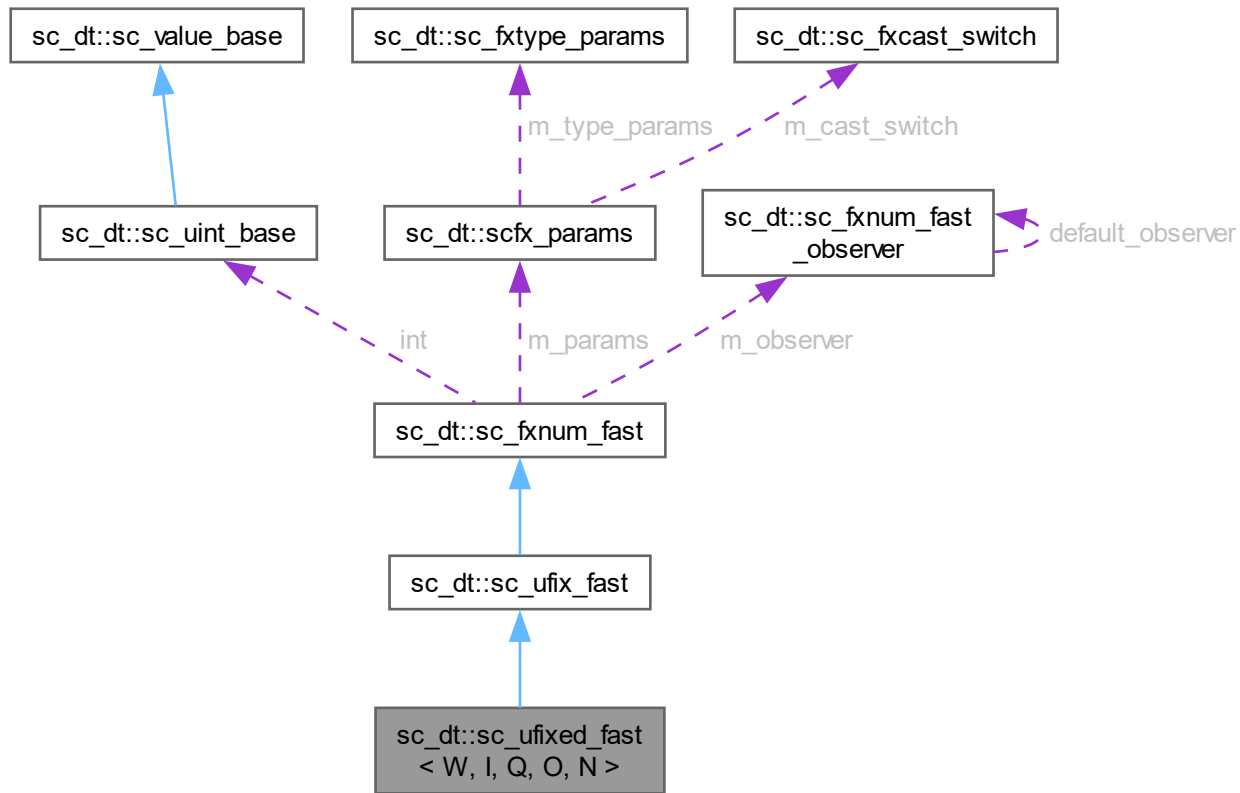 sc_dt::sc_value_base
sc_dt::sc_fxtype_params
sc_dt::sc_fxcast_switch
m_type_params
m_cast_switch
sc_dt::sc_uint_base
sc_dt::scfx_params
sc_dt::sc_fxnum_fast
_observer
default_observer
int
m_params
m_observer
sc_dt::sc_fxnum_fast
sc_dt::sc_ufix_fast
sc_dt::sc_ufixed_fast
< W, I, Q, O, N >